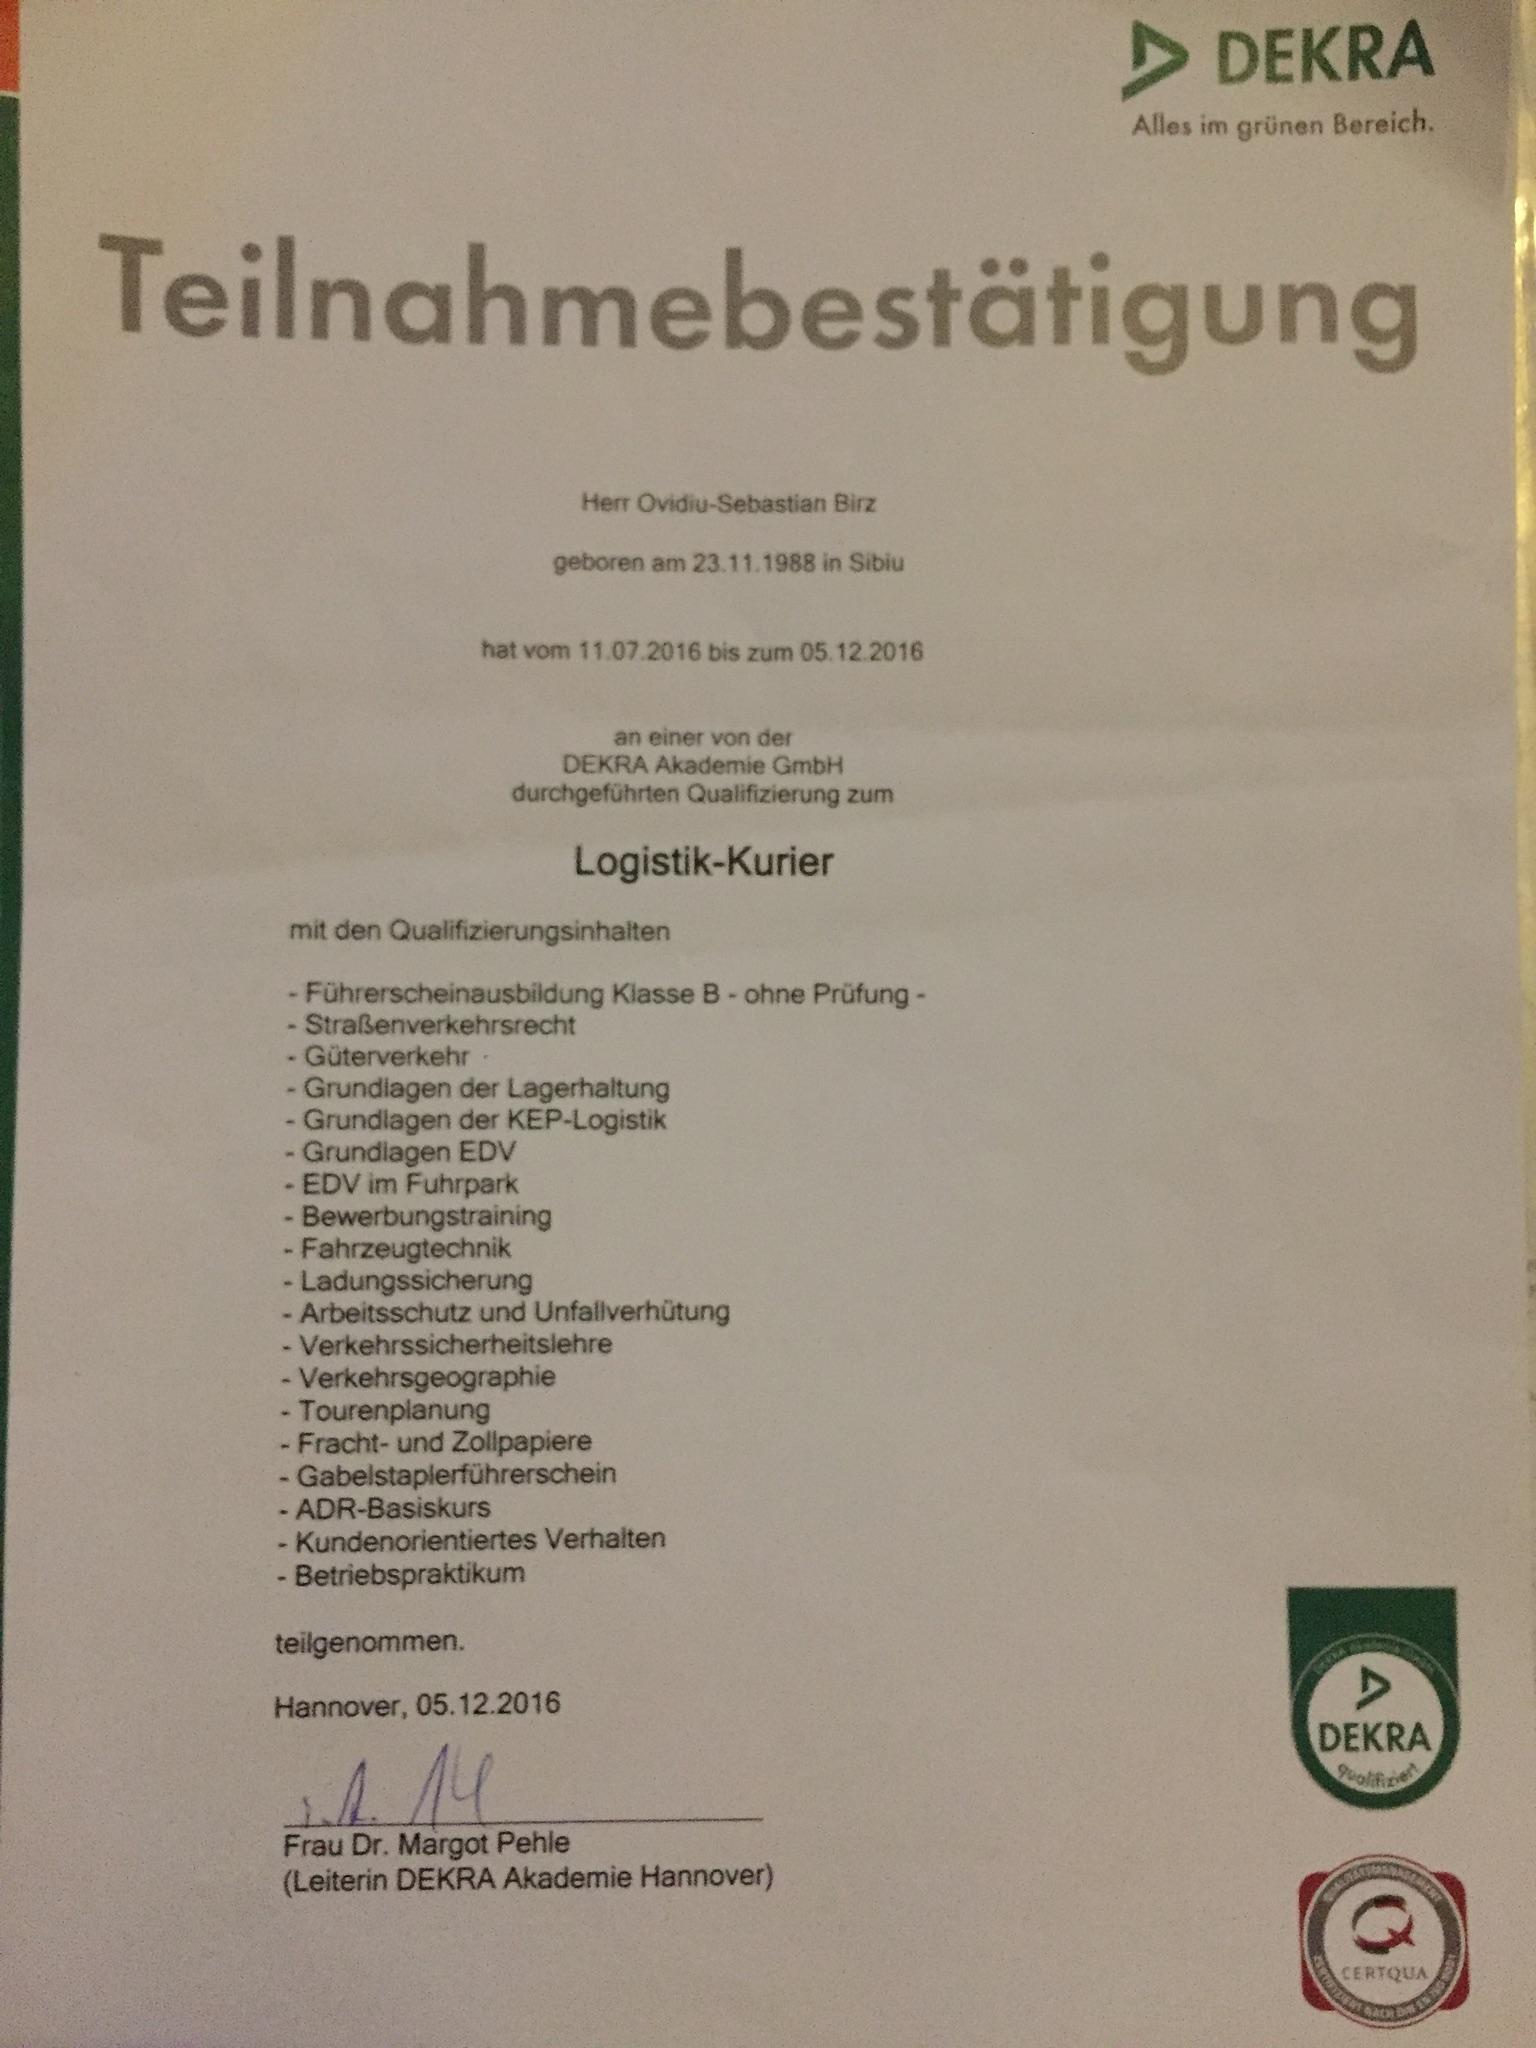 DEKRA
Alles im grünen Bereich.
Teilnahmebestätigung
Herr Ovidiu-Sebastian Birz
geboren am 23.11.1988 in Sibiu
hat vom 11.07.2016 bis zum 05.12.2016
an einer von der
DEKRA Akademie GmbH
durchgeführten Qualifizierung zum
Logistik-Kurier
mit den Qualifizierungsinhalten
- Führerscheinausbildung Klasse B - ohne Prüfung -
- Straßenverkehrsrecht
- Güterverkehr
- Grundlagen der Lagerhaltung
- Grundlagen der KEP-Logistik
- Grundlagen EDV
- EDV im Fuhrpark
- Bewerbungstraining
- Fahrzeugtechnik
- Ladungssicherung
- Arbeitsschutz und Unfallverhütung
- Verkehrssicherheitslehre
- Verkehrsgeographie
- Tourenplanung
- Fracht- und Zollpapiere
- Gabelstaplerführerschein
- ADR-Basiskurs
- Kundenorientiertes Verhalten
- Betriebspraktikum
teilgenommen.
Hannover, 05.12.2016
Frau Dr. Margot Pehle
(Leiterin DEKRA Akademie Hannover)
DEKRA
qualifiziert
CERTQUA